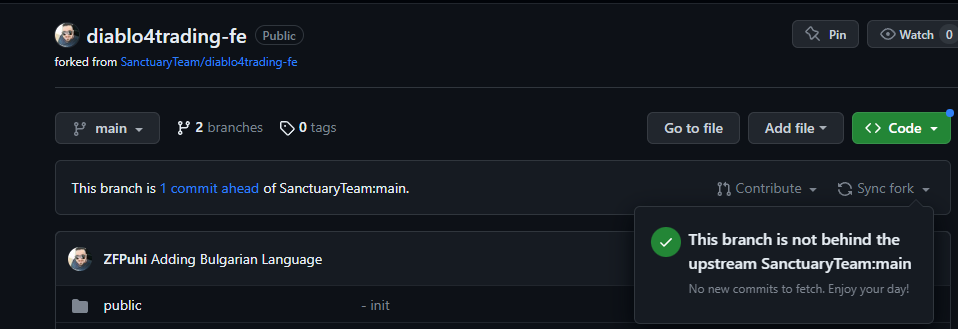 diablo4trading-fe Public Pin Watch 0
forked from SanctuaryTeam/diablo4trading-fe
main 2 branches 0 tags Go to file Add file <> Code
This branch is 1 commit ahead of SanctuaryTeam:main. Contribute Sync fork
This branch is not behind the
upstream SanctuaryTeam:main
No new commits to fetch. Enjoy your day!
ZFPuhi Adding Bulgarian Language
public - init